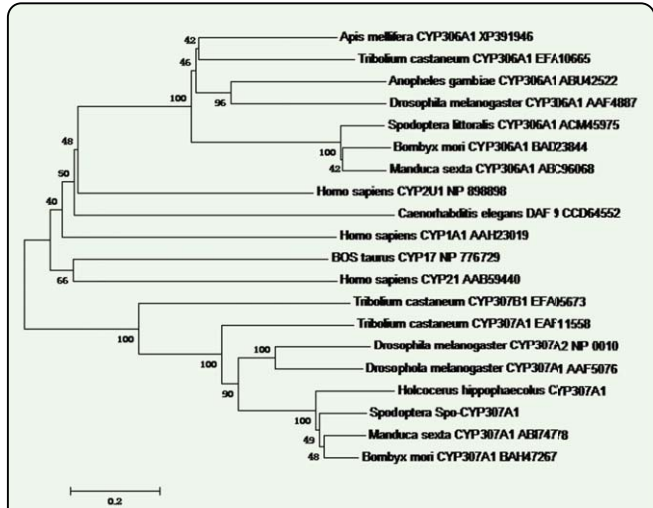 42
Apis mellifera CYP306A1 XP391946
46
Tribolium castaneum CYP306A1 EFA10665
Anopheles gambiae CYP306A1 ABU42522
100
96
Drosophila melanogaster CYP306A1 AAF4887
Spodoptera littoralis CYP306A1 ACM45975
48
100
Bombyx mori CYP306A1 BAD23844
42
Manduca sexta CYP306A1 ABC96068
50
Homo sapiens CYP2U1 NP 898898
40
Caenorhabditis elegans DAF 9 CCD64552
Homo sapiens CYP1A1 AAH23019
BOS taurus CYP17 NP 776729
66
Homo sapiens CYP21 AAB59440
Tribolium castaneum CYP307B1 EFA05673
100
Tribolium castaneum CYP307A1 EAF11558
100
Drosophila melanogaster CYP307A2 NP 0010
100
Drosophola melanogaster CYP307A1 AAF5076
90
Holcocerus hippophaecolus CYP307A1
100
Spodoptera Spo-CYP307A1
49
Manduca sexta CYP307A1 ABI74778
48
Bombyx mori CYP307A1 BAH47267
0.2